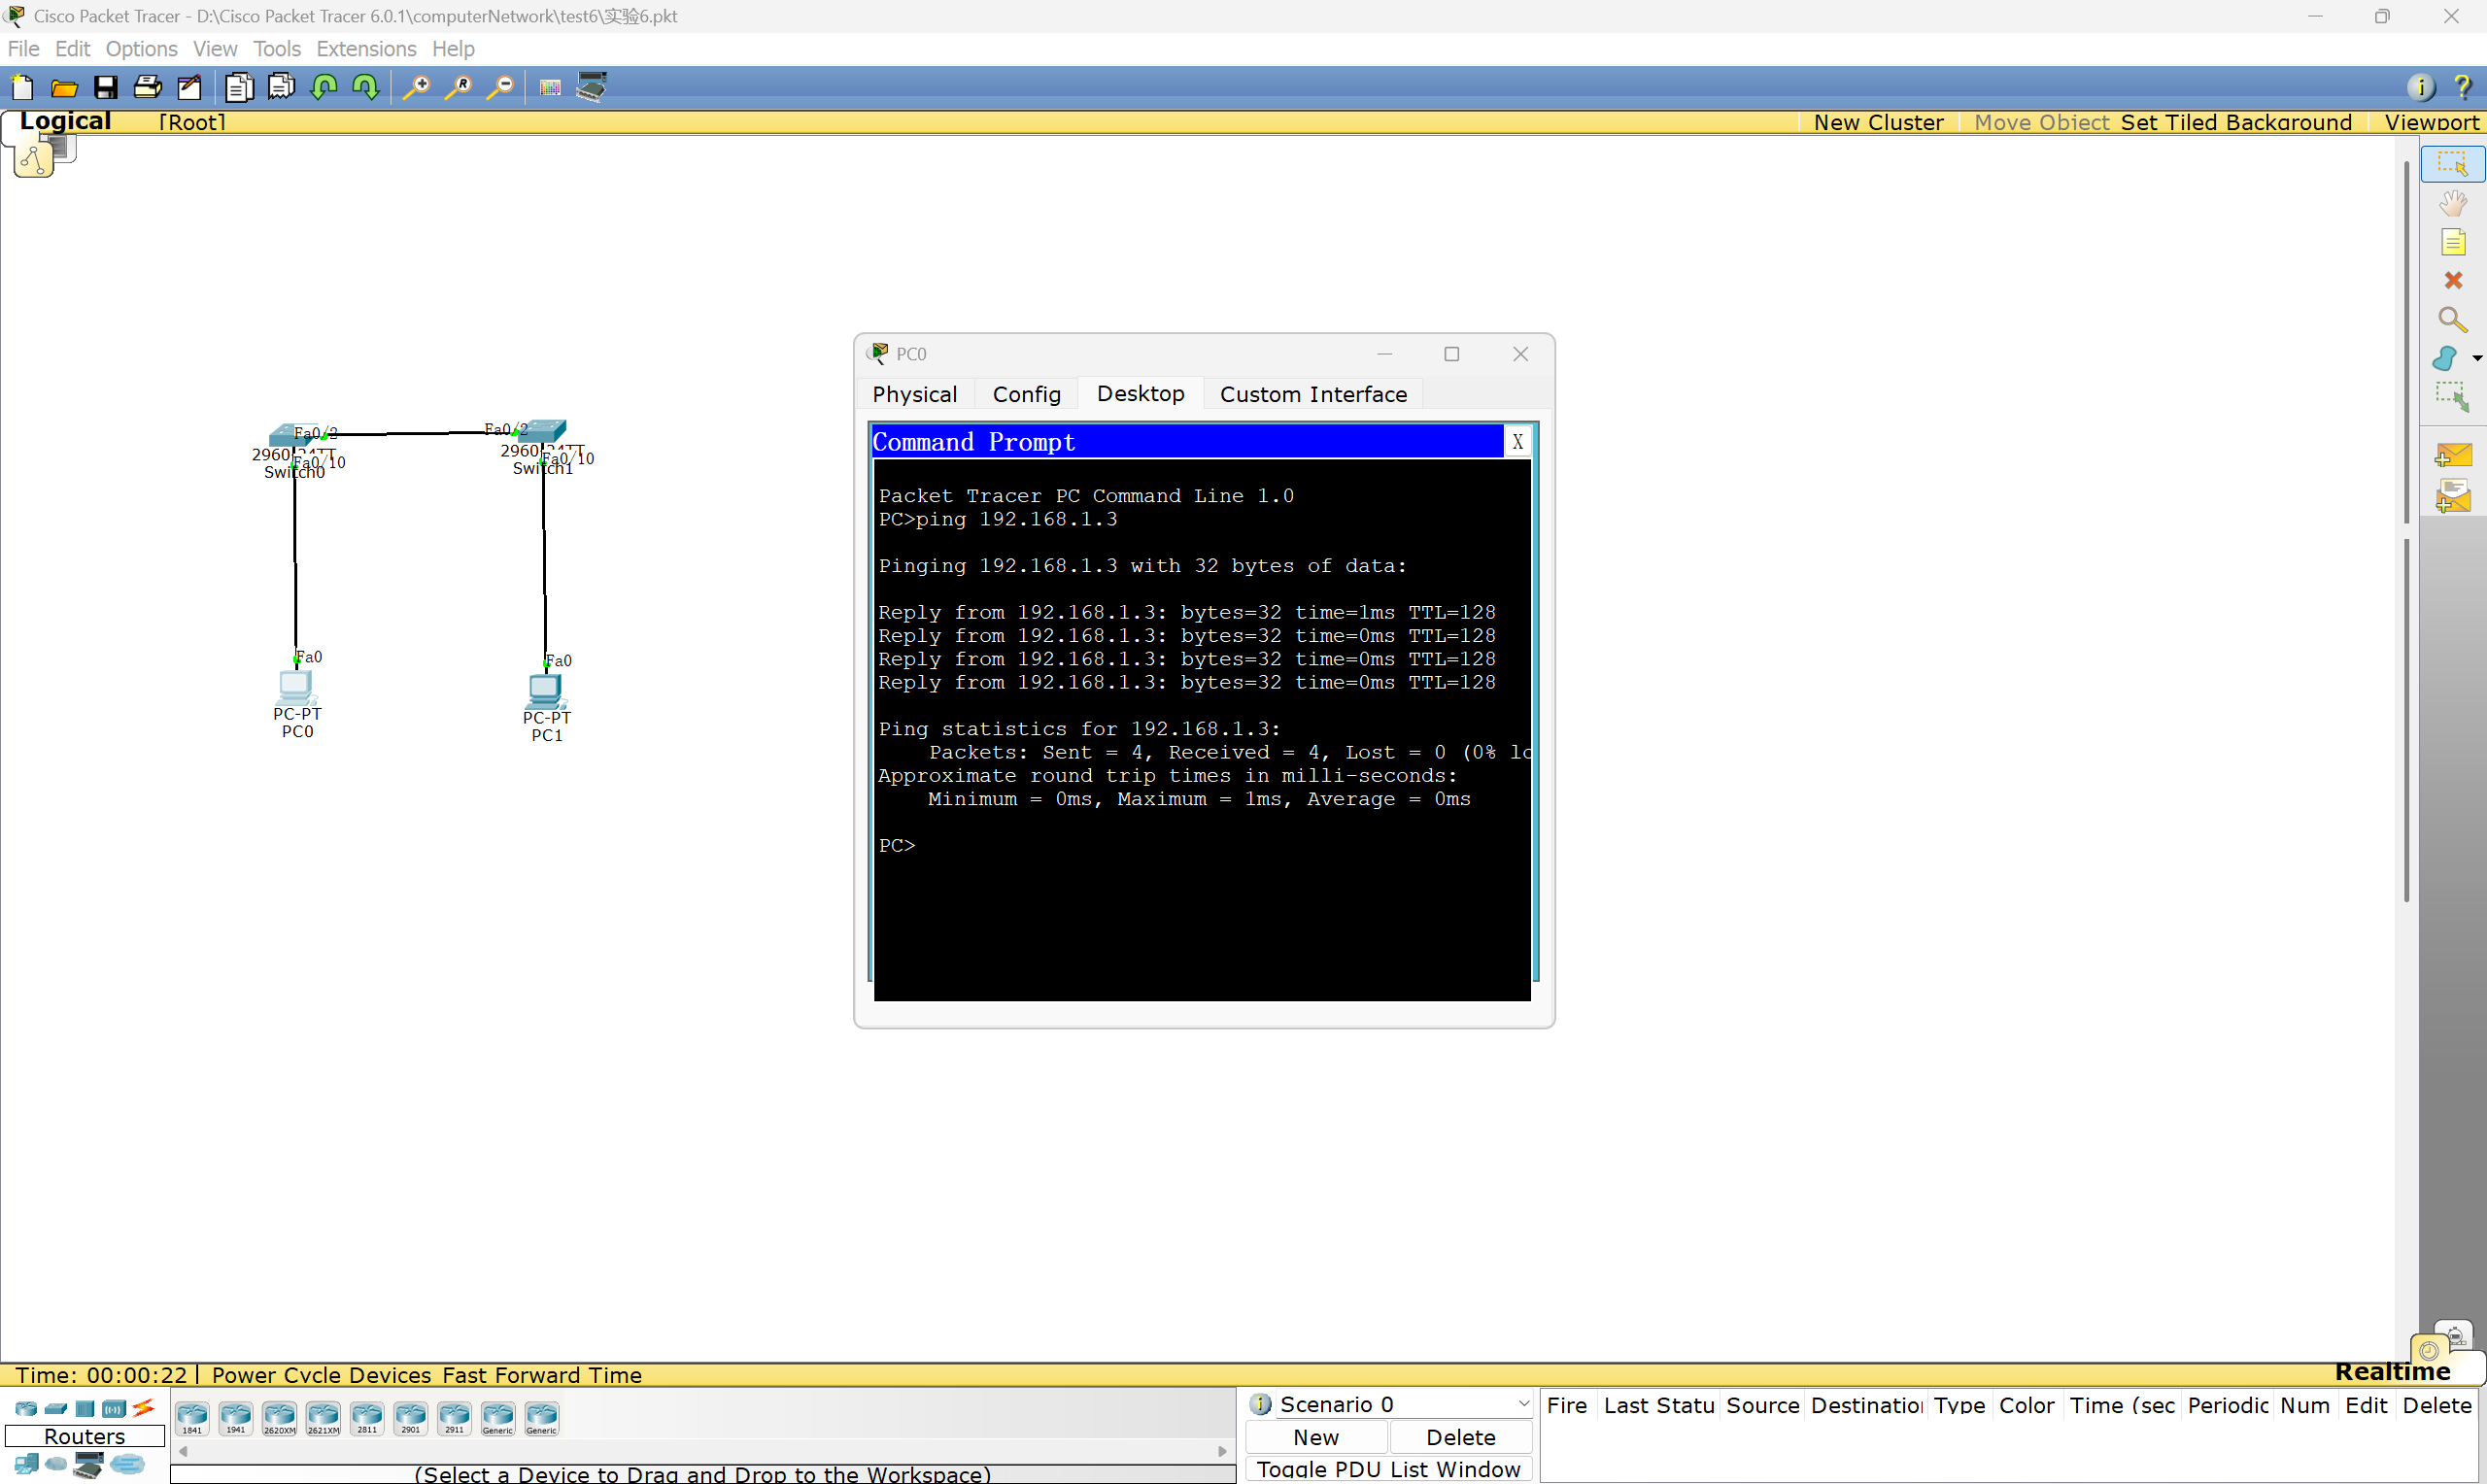 Cisco Packet Tracer - D:\Cisco Packet Tracer 6.0.1\computerNetwork\test6\实验6.pkt
File Edit Options View Tools Extensions Help
Logical [Root] New Cluster Move Object Set Tiled Background Viewport
PC0
Physical Config Desktop Custom Interface
Command Prompt X
Packet Tracer PC Command Line 1.0
PC>ping 192.168.1.3
Pinging 192.168.1.3 with 32 bytes of data:
Reply from 192.168.1.3: bytes=32 time=1ms TTL=128
Reply from 192.168.1.3: bytes=32 time=0ms TTL=128
Reply from 192.168.1.3: bytes=32 time=0ms TTL=128
Reply from 192.168.1.3: bytes=32 time=0ms TTL=128
Ping statistics for 192.168.1.3:
Packets: Sent = 4, Received = 4, Lost = 0 (0% lo
Approximate round trip times in milli-seconds:
Minimum = 0ms, Maximum = 1ms, Average = 0ms
PC>
Fa0/2 Fa0/2
Fa0/10 Fa0/10
Switch0 Switch1
Fa0 Fa0
PC-PT PC-PT
PC0 PC1
Time: 00:00:22 Power Cycle Devices Fast Forward Time Realtime
Routers
1841 1941 2620XM 2621XM 2811 2901 2911 Generic Generic
(Select a Device to Drag and Drop to the Workspace)
Scenario 0
New Delete
Toggle PDU List Window
Fire Last Statu Source Destination Type Color Time (sec Periodic Num Edit Delete